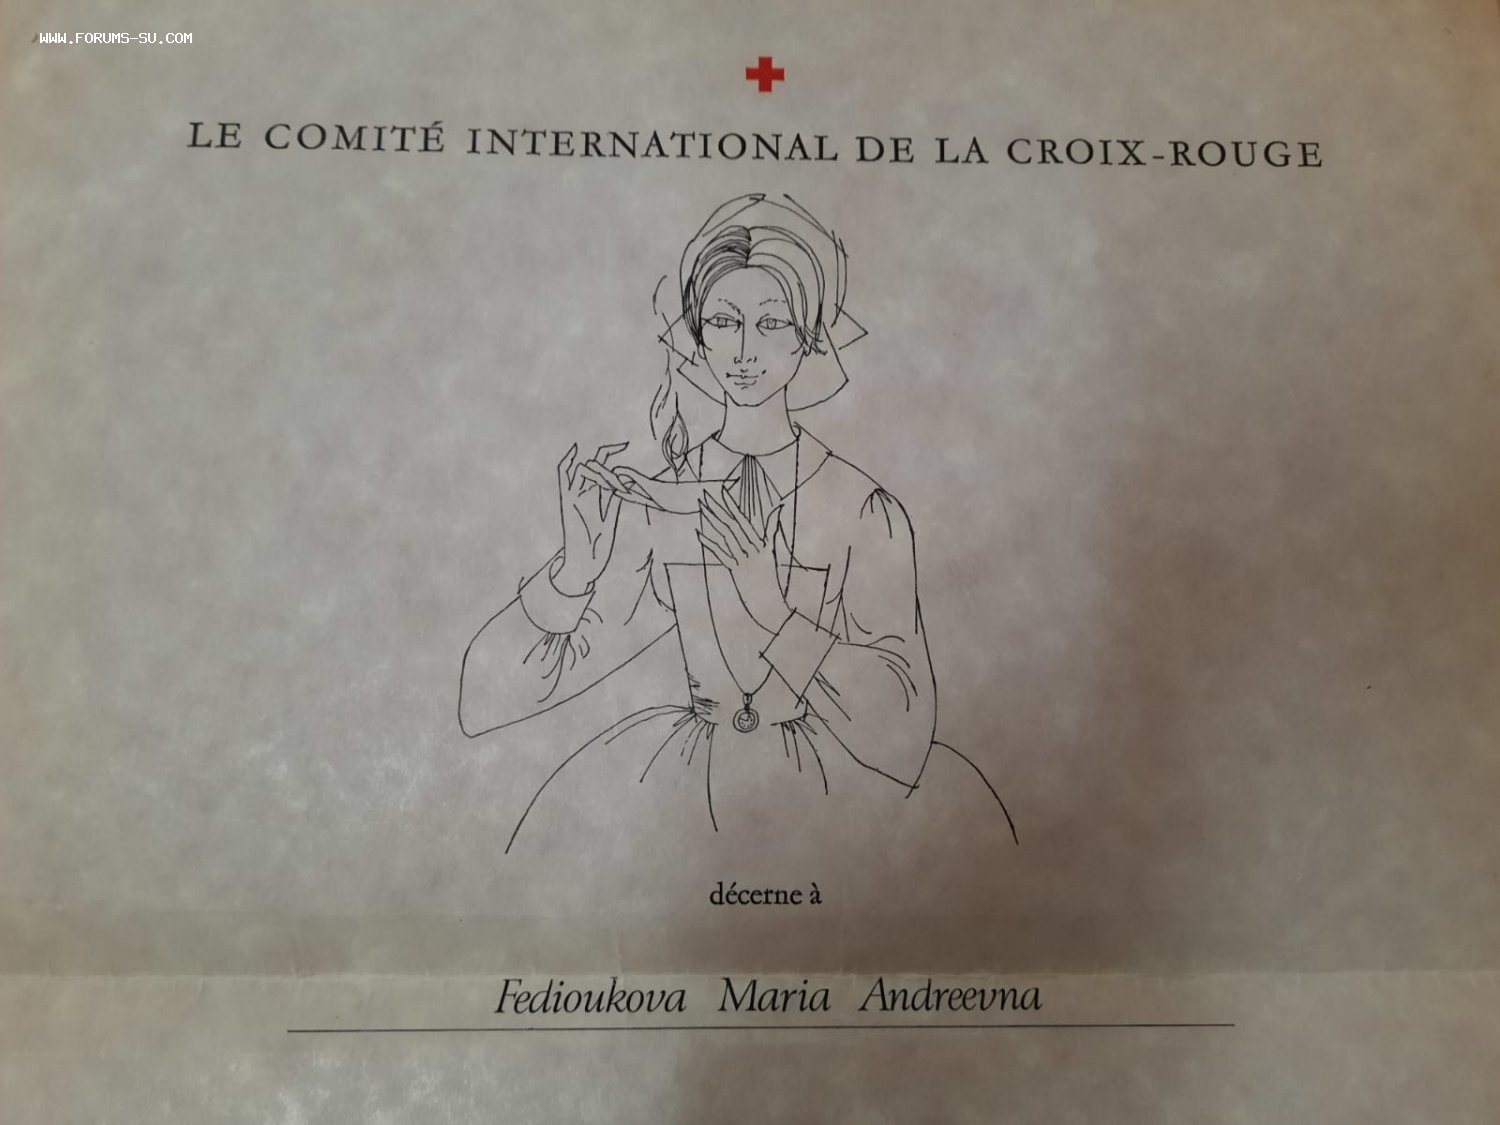 WWW.FORUMS-SU.COM
LE COMITÉ INTERNATIONAL DE LA CROIX-ROUGE
décerne à
Fedioukova Maria Andreevna